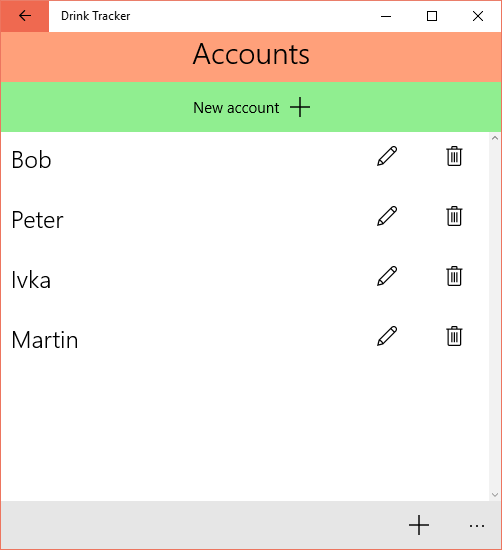 Drink Tracker
Accounts
New account
Bob
Peter
Ivka
Martin